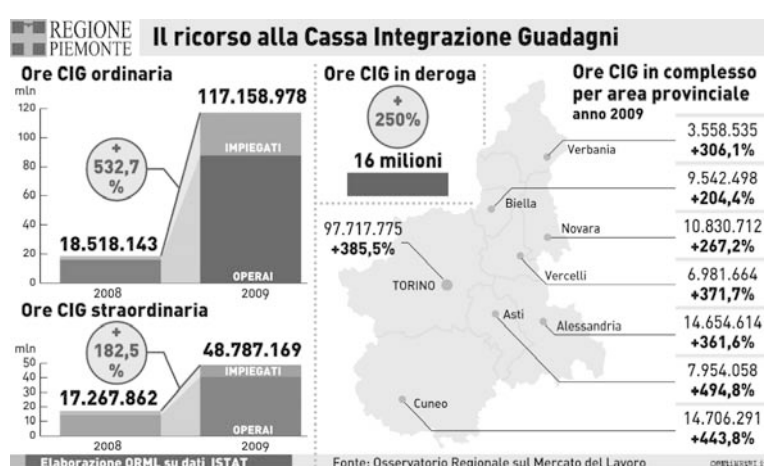 REGIONE
PIEMONTE
Il ricorso alla Cassa Integrazione Guadagni
Ore CIG ordinaria
mln
120
100
80
60
40
20
0
+
532,7
%
18.518.143
117.158.978
IMPIEGATI
OPERAI
2008
2009
Ore CIG straordinaria
mln
50
40
30
20
10
0
+
182,5
%
17.267.862
48.787.169
IMPIEGATI
OPERAI
2008
2009
Elaborazione ORML su dati ISTAT
Ore CIG in deroga
+
250%
16 milioni
Ore CIG in complesso
per area provinciale
anno 2009
Verbania
3.558.535
+306,1%
Biella
9.542.498
+204,4%
Novara
10.830.712
+267,2%
Vercelli
6.981.664
+371,7%
97.717.775
+385,5%
TORINO
Alessandria
14.654.614
+361,6%
Asti
7.954.058
+494,8%
Cuneo
14.706.291
+443,8%
Fonte: Osservatorio Regionale sul Mercato del Lavoro